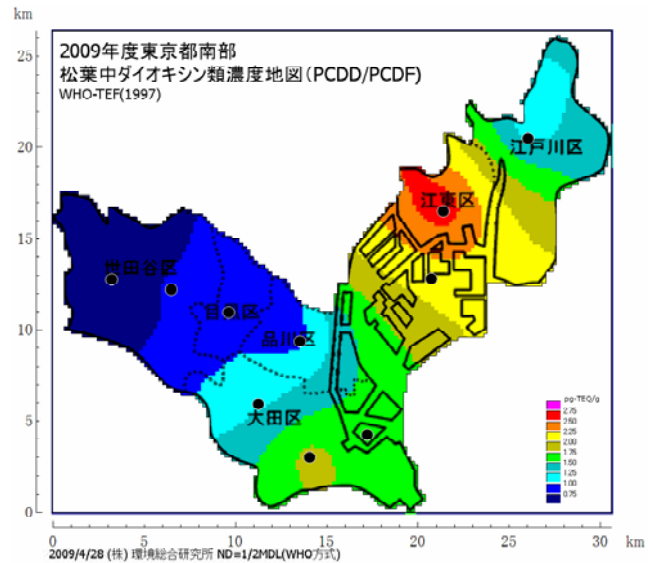 km
2009年度東京都南部
松葉中ダイオキシン類濃度地図(PCDD/PCDF)
WHO-TEF(1997)
25
20
15
10
5
0
江戸川区
江東区
世田谷区
目黒区
品川区
大田区
pg-TEQ/g
2.75
2.50
2.25
2.00
1.75
1.50
1.25
1.00
0.75
0 5 10 15 20 25 30 km
2009/4/28 (株) 環境総合研究所 ND=1/2MDL(WHO方式)